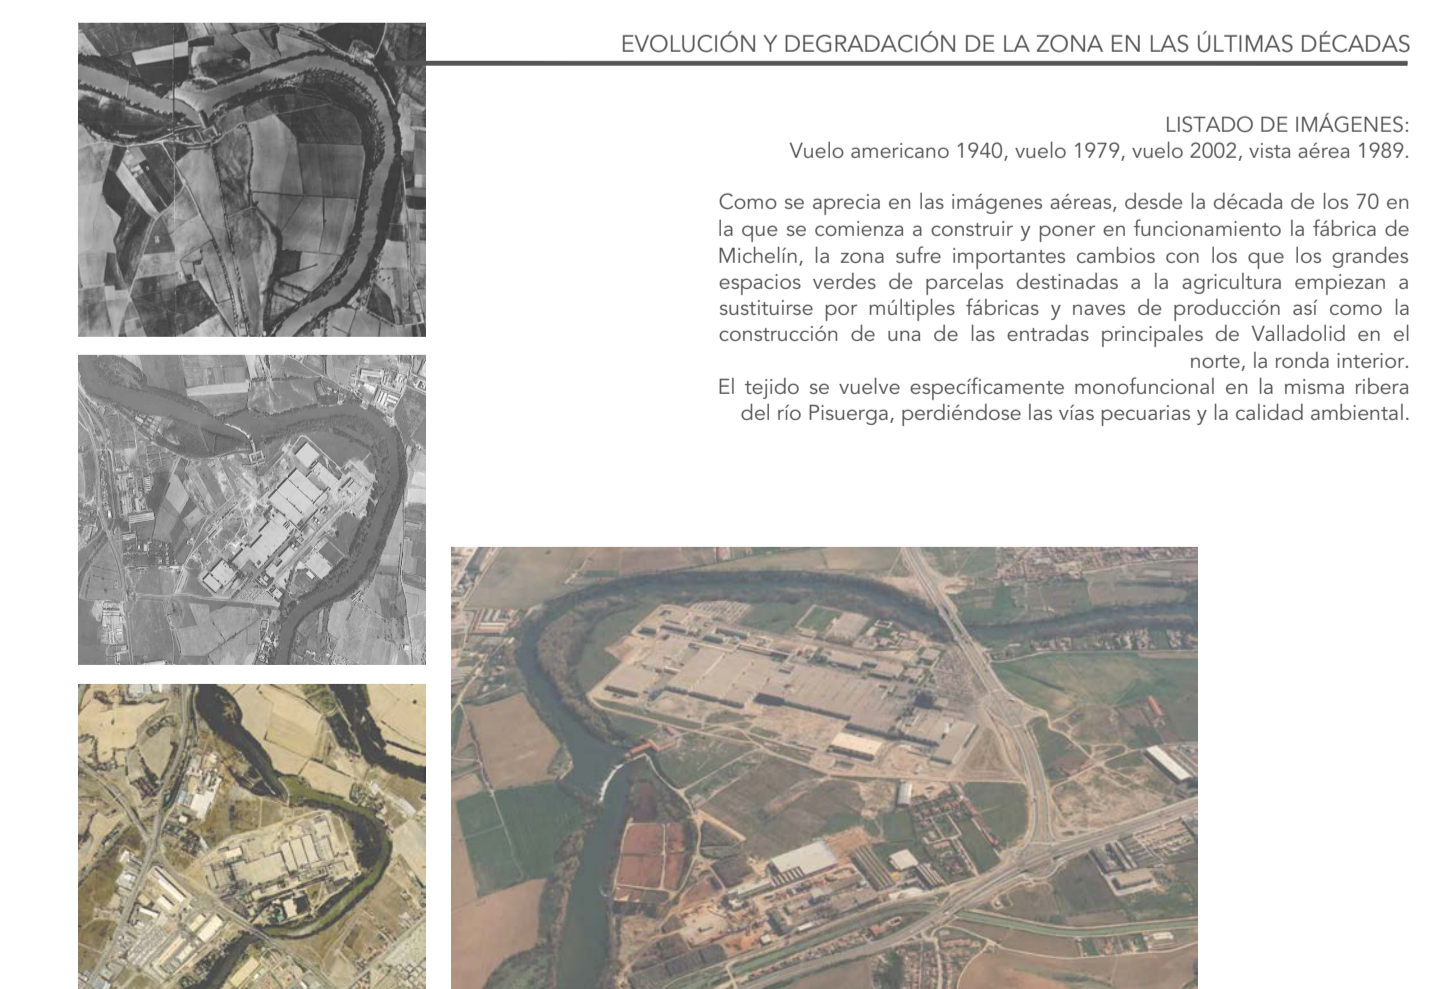 EVOLUCIÓN Y DEGRADACIÓN DE LA ZONA EN LAS ÚLTIMAS DÉCADAS
LISTADO DE IMÁGENES:
Vuelo americano 1940, vuelo 1979, vuelo 2002, vista aérea 1989.
Como se aprecia en las imágenes aéreas, desde la década de los 70 en
la que se comienza a construir y poner en funcionamiento la fábrica de
Michelín, la zona sufre importantes cambios con los que los grandes
espacios verdes de parcelas destinadas a la agricultura empiezan a
sustituirse por múltiples fábricas y naves de producción así como la
construcción de una de las entradas principales de Valladolid en el
norte, la ronda interior.
El tejido se vuelve específicamente monofuncional en la misma ribera
del río Pisuerga, perdiéndose las vías pecuarias y la calidad ambiental.